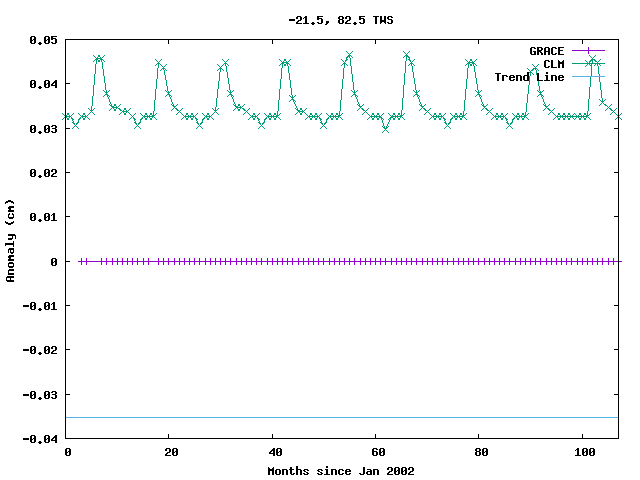 -21.5, 82.5 TWS
0.05
0.04
0.03
0.02
0.01
0
-0.01
-0.02
-0.03
-0.04
Anomaly (cm)
GRACE
CLM
Trend Line
0 20 40 60 80 100
Months since Jan 2002